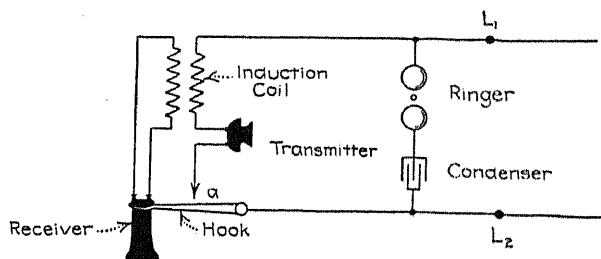 L₁
Induction
Coil
Ringer
Transmitter
Condenser
a
Receiver
Hook
L₂